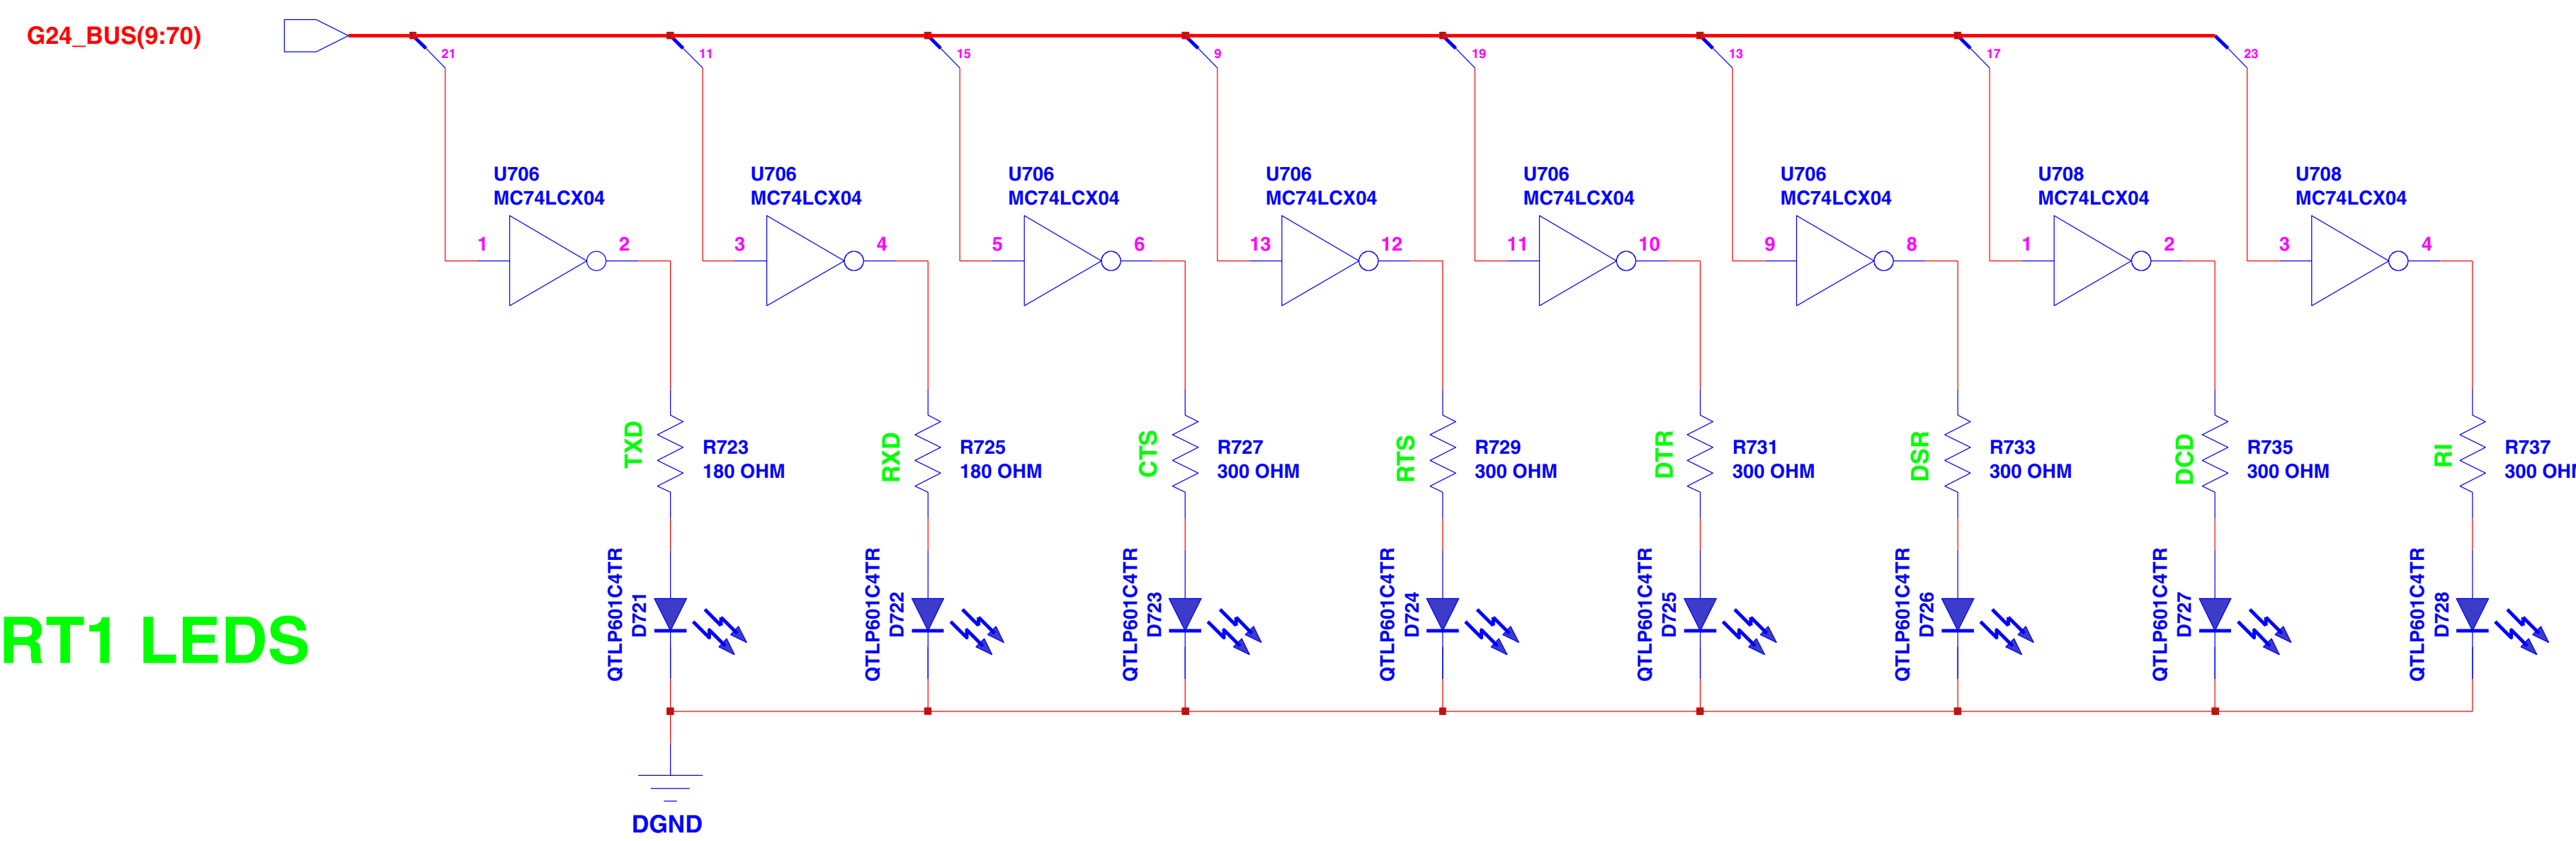 G24_BUS(9:70)
21
11
15
9
19
13
17
23
U706
MC74LCX04
U706
MC74LCX04
U706
MC74LCX04
U706
MC74LCX04
U706
MC74LCX04
U706
MC74LCX04
U708
MC74LCX04
U708
MC74LCX04
1
2
3
4
5
6
13
12
11
10
9
8
1
2
3
4
TXD
R723
180 OHM
RXD
R725
180 OHM
CTS
R727
300 OHM
RTS
R729
300 OHM
DTR
R731
300 OHM
DSR
R733
300 OHM
DCD
R735
300 OHM
RI
R737
300 OH
RT1 LEDS
QTLP601C4TR
D721
QTLP601C4TR
D722
QTLP601C4TR
D723
QTLP601C4TR
D724
QTLP601C4TR
D725
QTLP601C4TR
D726
QTLP601C4TR
D727
QTLP601C4TR
D728
DGND